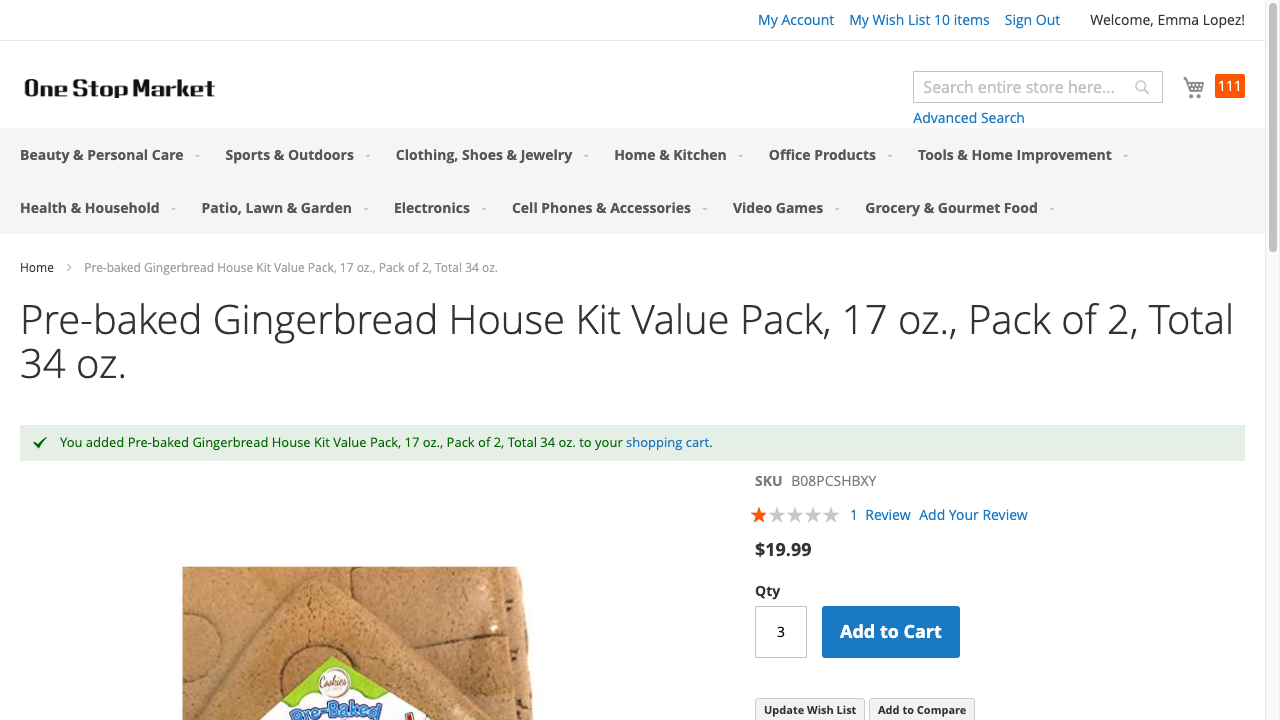 My Account My Wish List 10 items Sign Out Welcome, Emma Lopez!
One Stop Market
Search entire store here...
111
Advanced Search
Beauty & Personal Care Sports & Outdoors Clothing, Shoes & Jewelry Home & Kitchen Office Products Tools & Home Improvement
Health & Household Patio, Lawn & Garden Electronics Cell Phones & Accessories Video Games Grocery & Gourmet Food
Home Pre-baked Gingerbread House Kit Value Pack, 17 oz., Pack of 2, Total 34 oz.
Pre-baked Gingerbread House Kit Value Pack, 17 oz., Pack of 2, Total
34 oz.
You added Pre-baked Gingerbread House Kit Value Pack, 17 oz., Pack of 2, Total 34 oz. to your shopping cart.
SKU B08PCSHBXY
1 Review Add Your Review
$19.99
Qty
3 Add to Cart
Cookies
Pre-Baked
Update Wish List Add to Compare